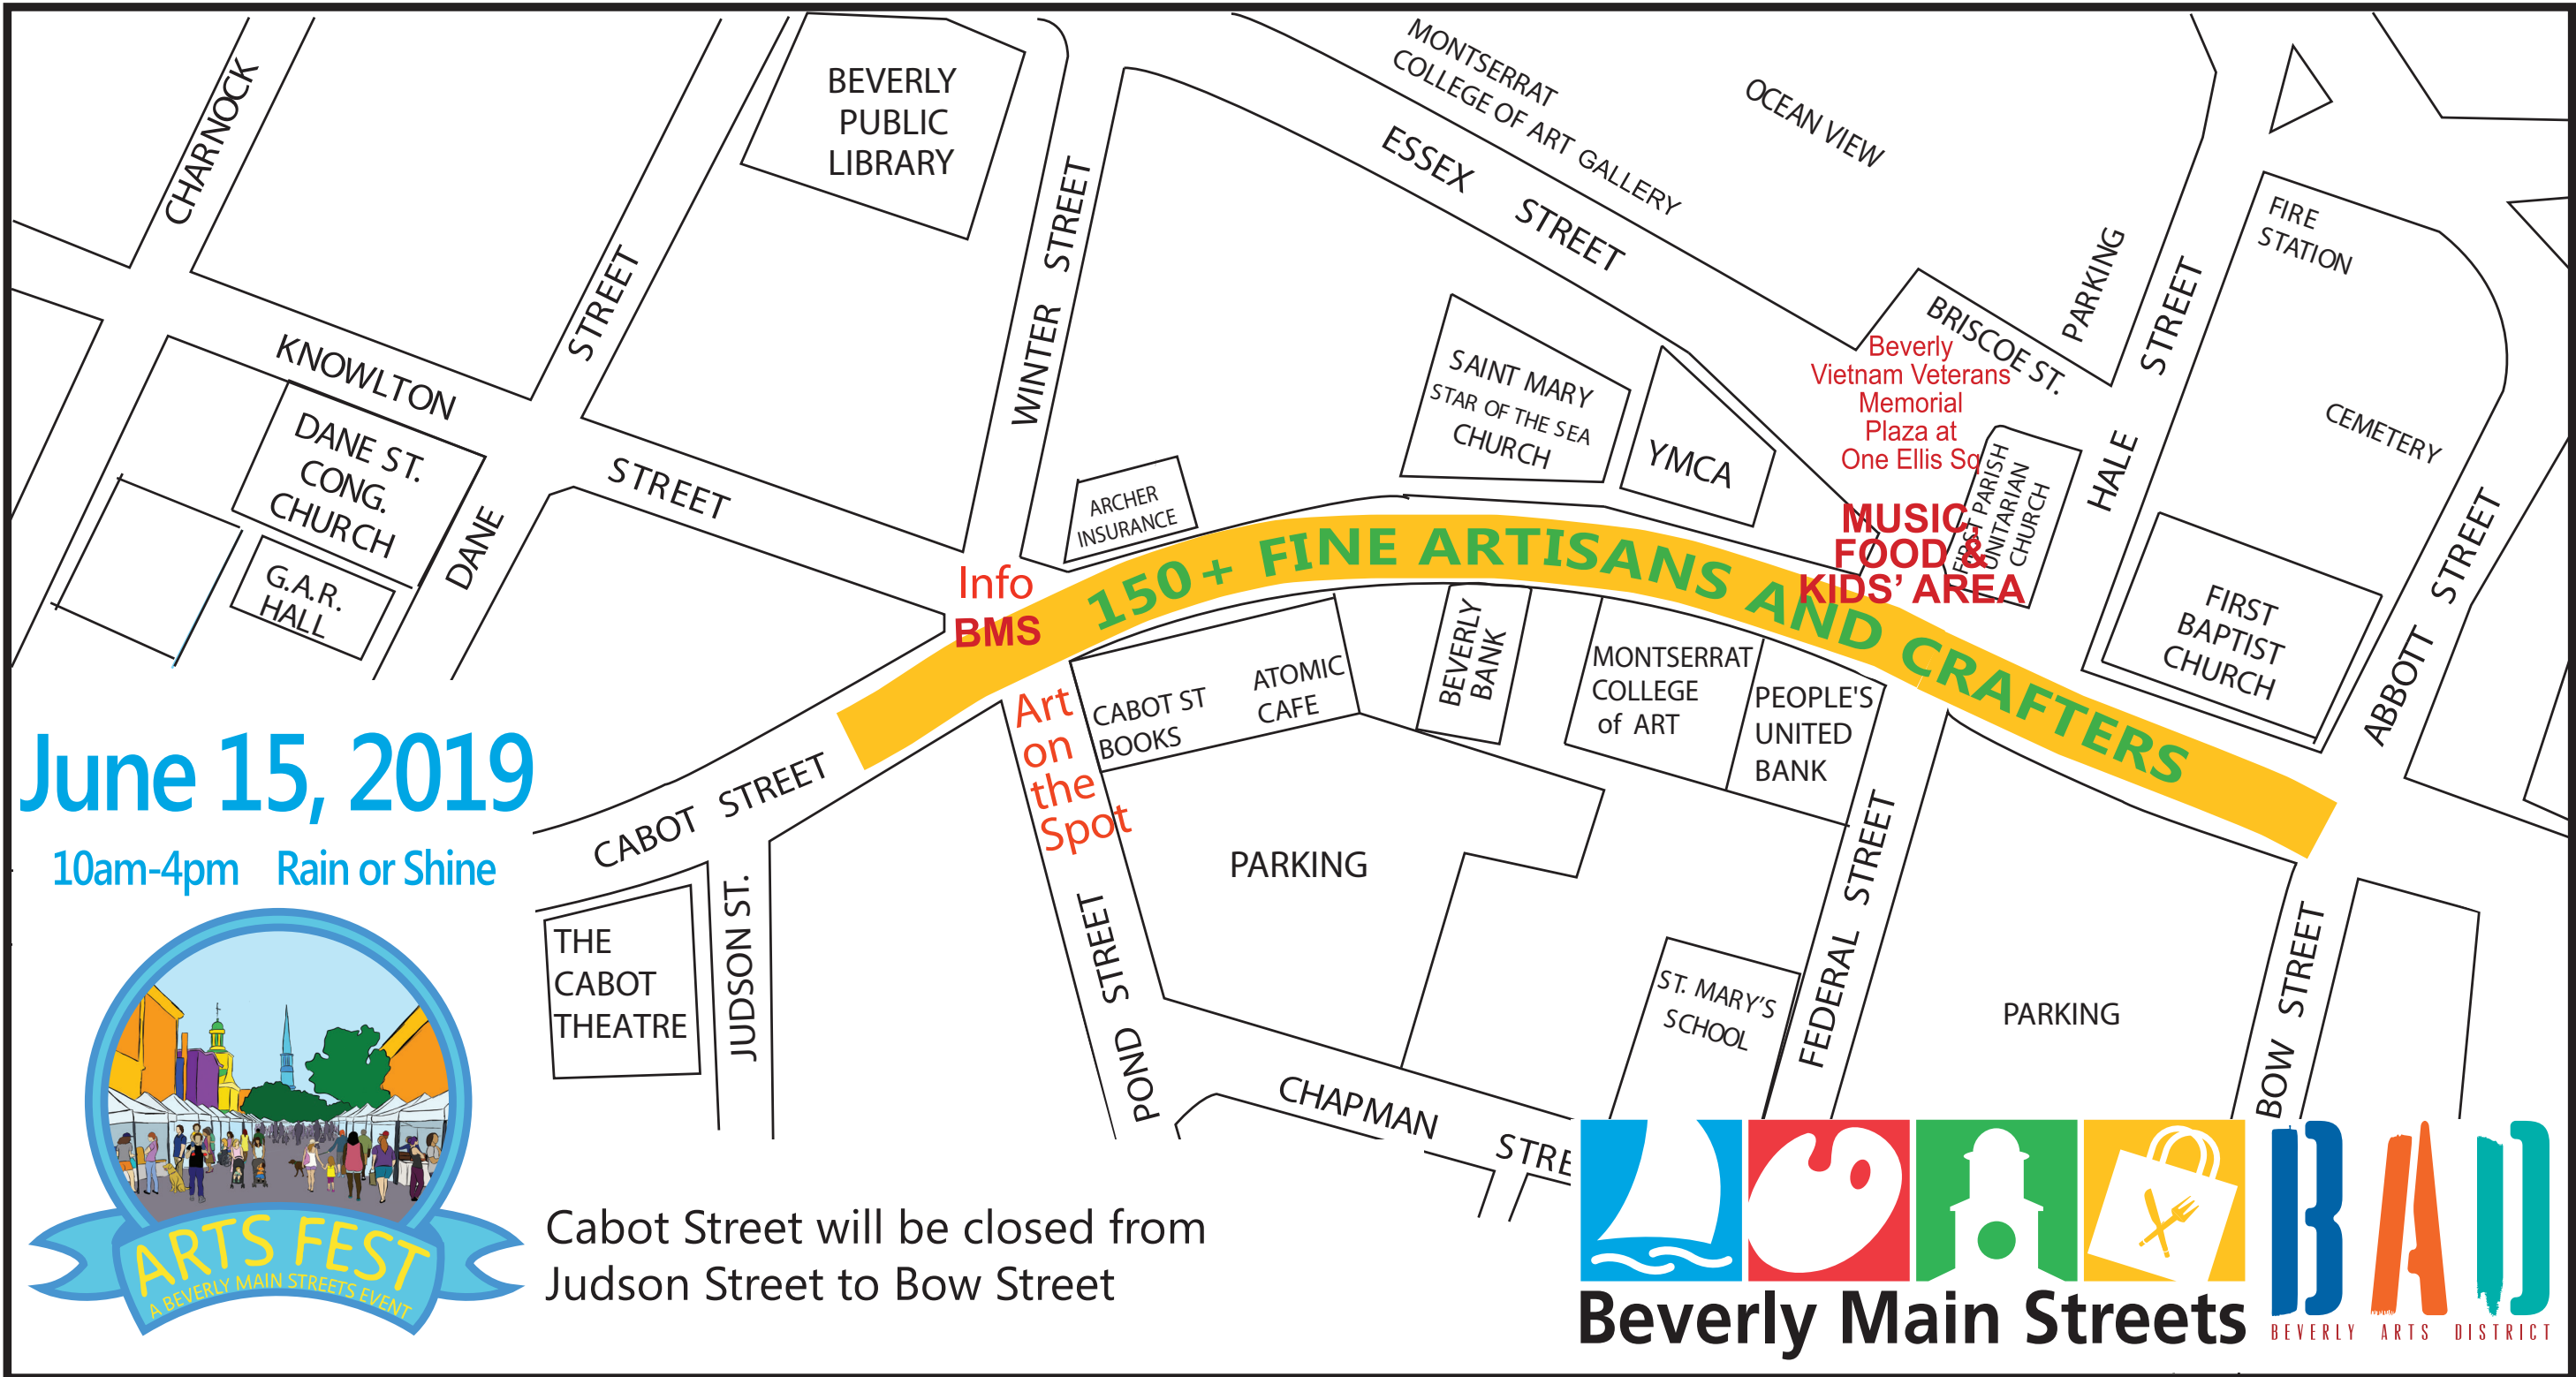 CHARNOCK
BEVERLY
PUBLIC
LIBRARY
MONTSERRAT
COLLEGE OF ART GALLERY
OCEAN VIEW
ESSEX STREET
WINTER STREET
STREET
KNOWLTON
STREET
DANE ST.
CONG.
CHURCH
G.A.R.
HALL
DANE
ARCHER
INSURANCE
SAINT MARY
STAR OF THE SEA
CHURCH
YMCA
BRISCOE ST.
PARKING
HALE STREET
FIRE
STATION
CEMETERY
Beverly
Vietnam Veterans
Memorial
Plaza at
One Ellis Sq
MUSIC,
FOOD &
KIDS' AREA
FIRST PARISH
UNITARIAN
CHURCH
FIRST
BAPTIST
CHURCH
ABBOTT STREET
Info
BMS
150+ FINE ARTISANS AND CRAFTERS
Art
on
the
Spot
CABOT ST
BOOKS
ATOMIC
CAFE
BEVERLY
BANK
MONTSERRAT
COLLEGE
of ART
PEOPLE'S
UNITED
BANK
CABOT STREET
THE
CABOT
THEATRE
JUDSON ST.
POND STREET
PARKING
CHAPMAN STRE
ST. MARY'S
SCHOOL
FEDERAL STREET
PARKING
BOW STREET
June 15, 2019
10am-4pm Rain or Shine
ARTS FEST
A BEVERLY MAIN STREETS EVENT
Cabot Street will be closed from
Judson Street to Bow Street
Beverly Main Streets
BAD
BEVERLY ARTS DISTRICT